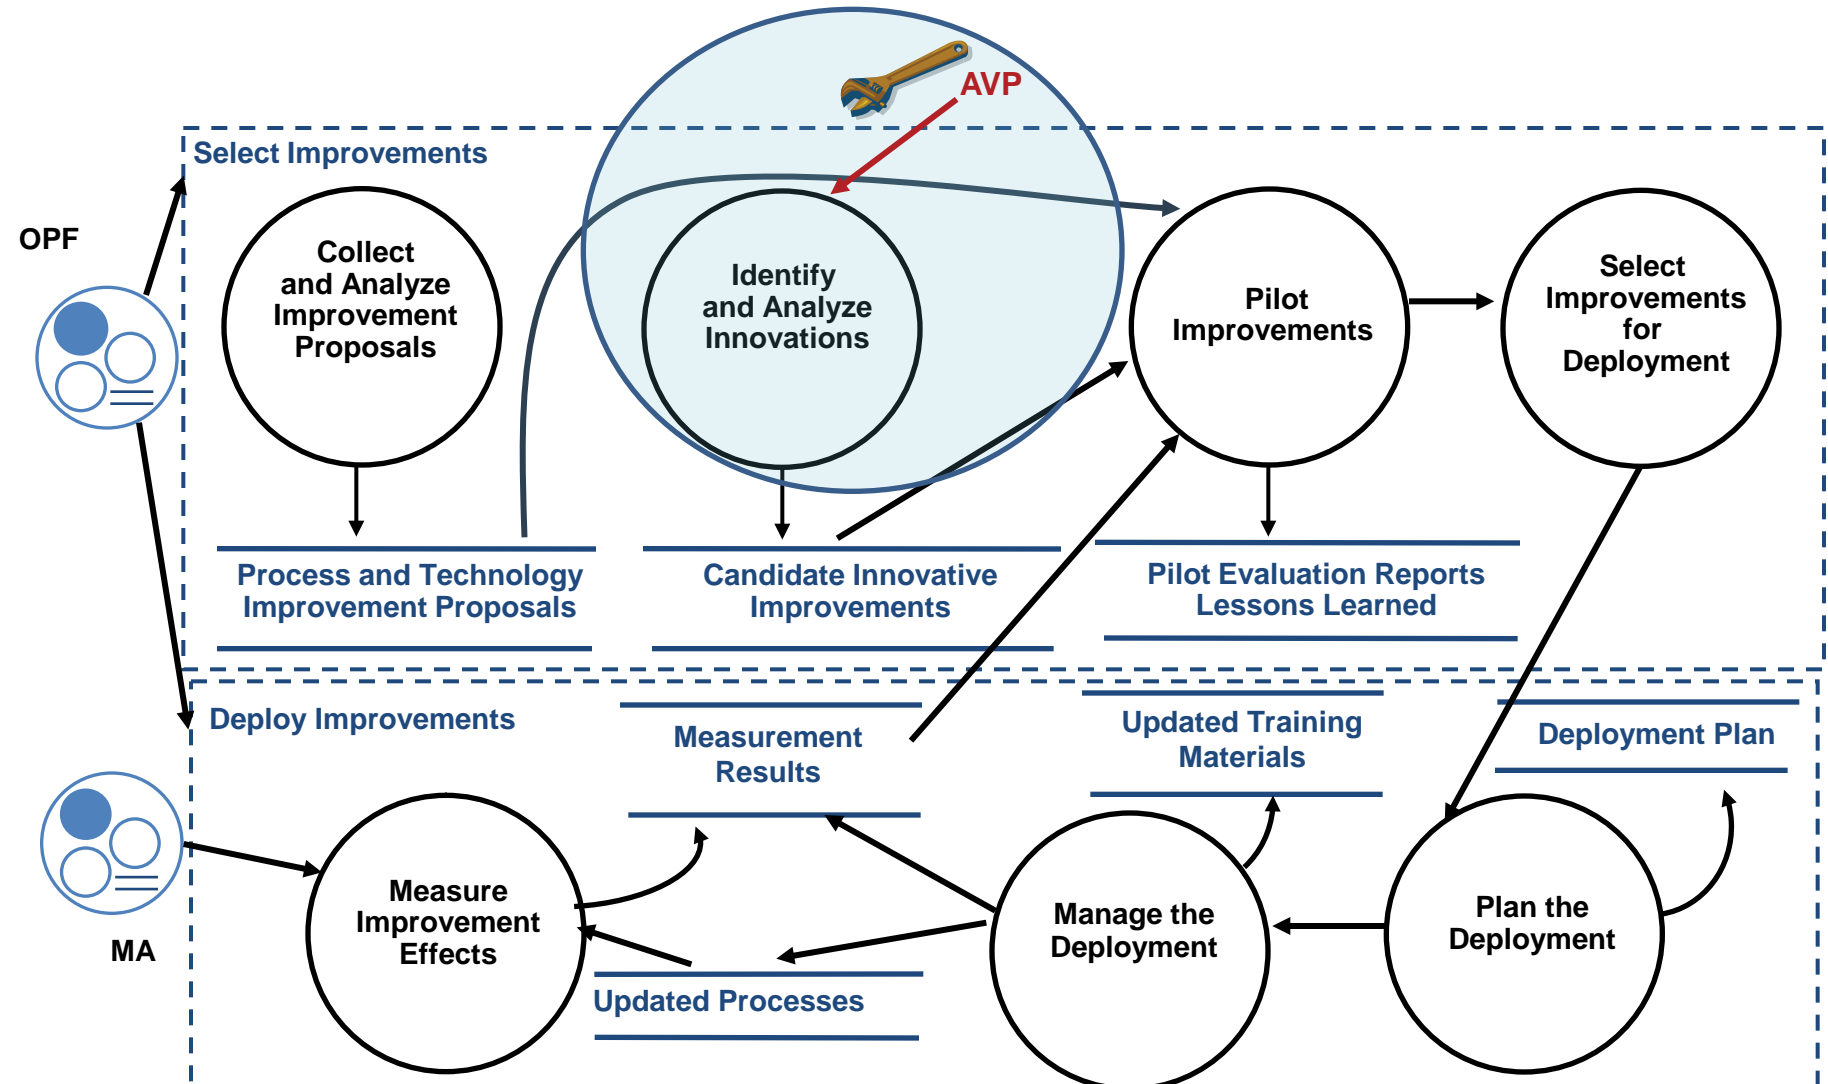 AVP
Select Improvements
OPF
Collect
and Analyze
Improvement
Proposals
Identify
and Analyze
Innovations
Pilot
Improvements
Select
Improvements
for
Deployment
Process and Technology
Improvement Proposals
Candidate Innovative
Improvements
Pilot Evaluation Reports
Lessons Learned
Deploy Improvements
Measurement
Results
Updated Training
Materials
Deployment Plan
Measure
Improvement
Effects
Manage the
Deployment
Plan the
Deployment
MA
Updated Processes